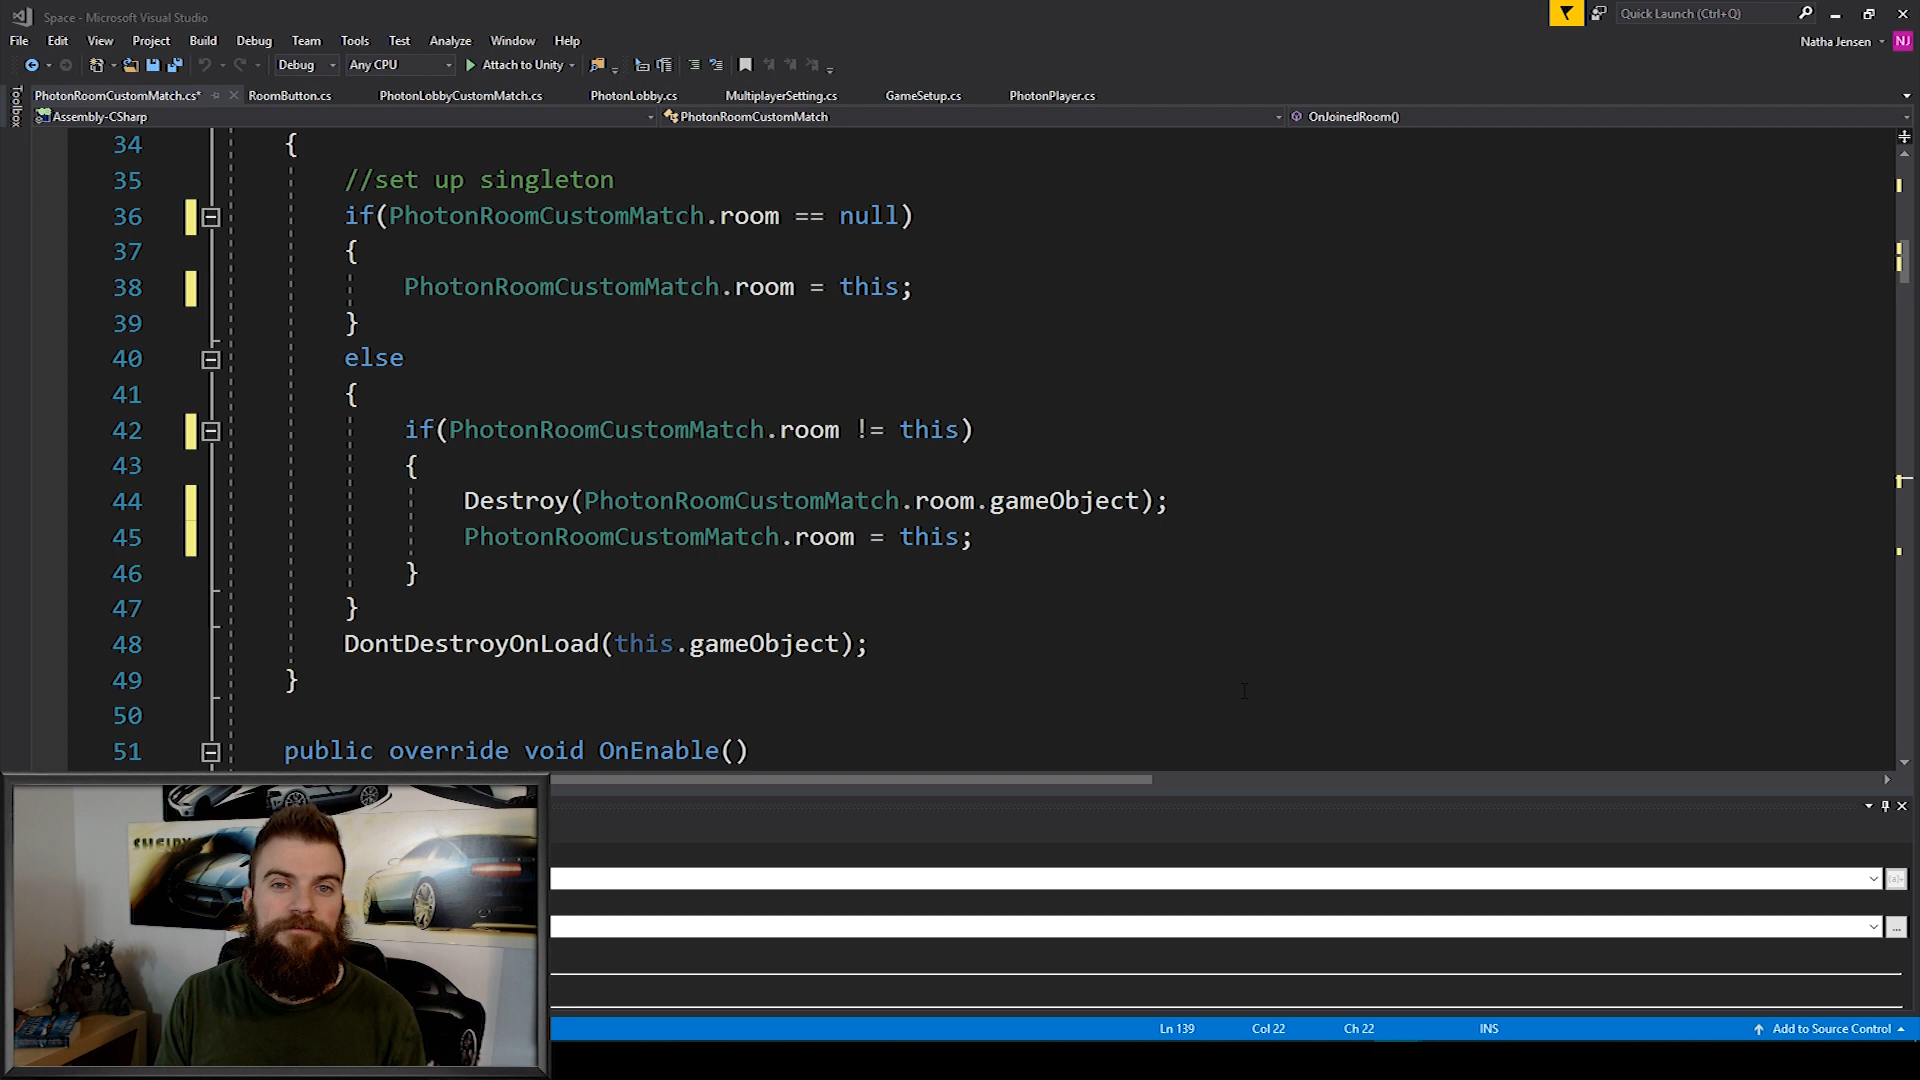 Space - Microsoft Visual Studio
Quick Launch (Ctrl+Q)
File Edit View Project Build Debug Team Tools Test Analyze Window Help
Natha Jensen NJ
Debug Any CPU Attach to Unity
Toolbox
PhotonRoomCustomMatch.cs* RoomButton.cs PhotonLobbyCustomMatch.cs PhotonLobby.cs MultiplayerSetting.cs GameSetup.cs PhotonPlayer.cs
Assembly-CSharp PhotonRoomCustomMatch OnJoinedRoom()
34 {
35 //set up singleton
36 if(PhotonRoomCustomMatch.room == null)
37 {
38 PhotonRoomCustomMatch.room = this;
39 }
40 else
41 {
42 if(PhotonRoomCustomMatch.room != this)
43 {
44 Destroy(PhotonRoomCustomMatch.room.gameObject);
45 PhotonRoomCustomMatch.room = this;
46 }
47 }
48 DontDestroyOnLoad(this.gameObject);
49 }
50
51 public override void OnEnable()
SHELBY
...
Ln 139 Col 22 Ch 22 INS Add to Source Control